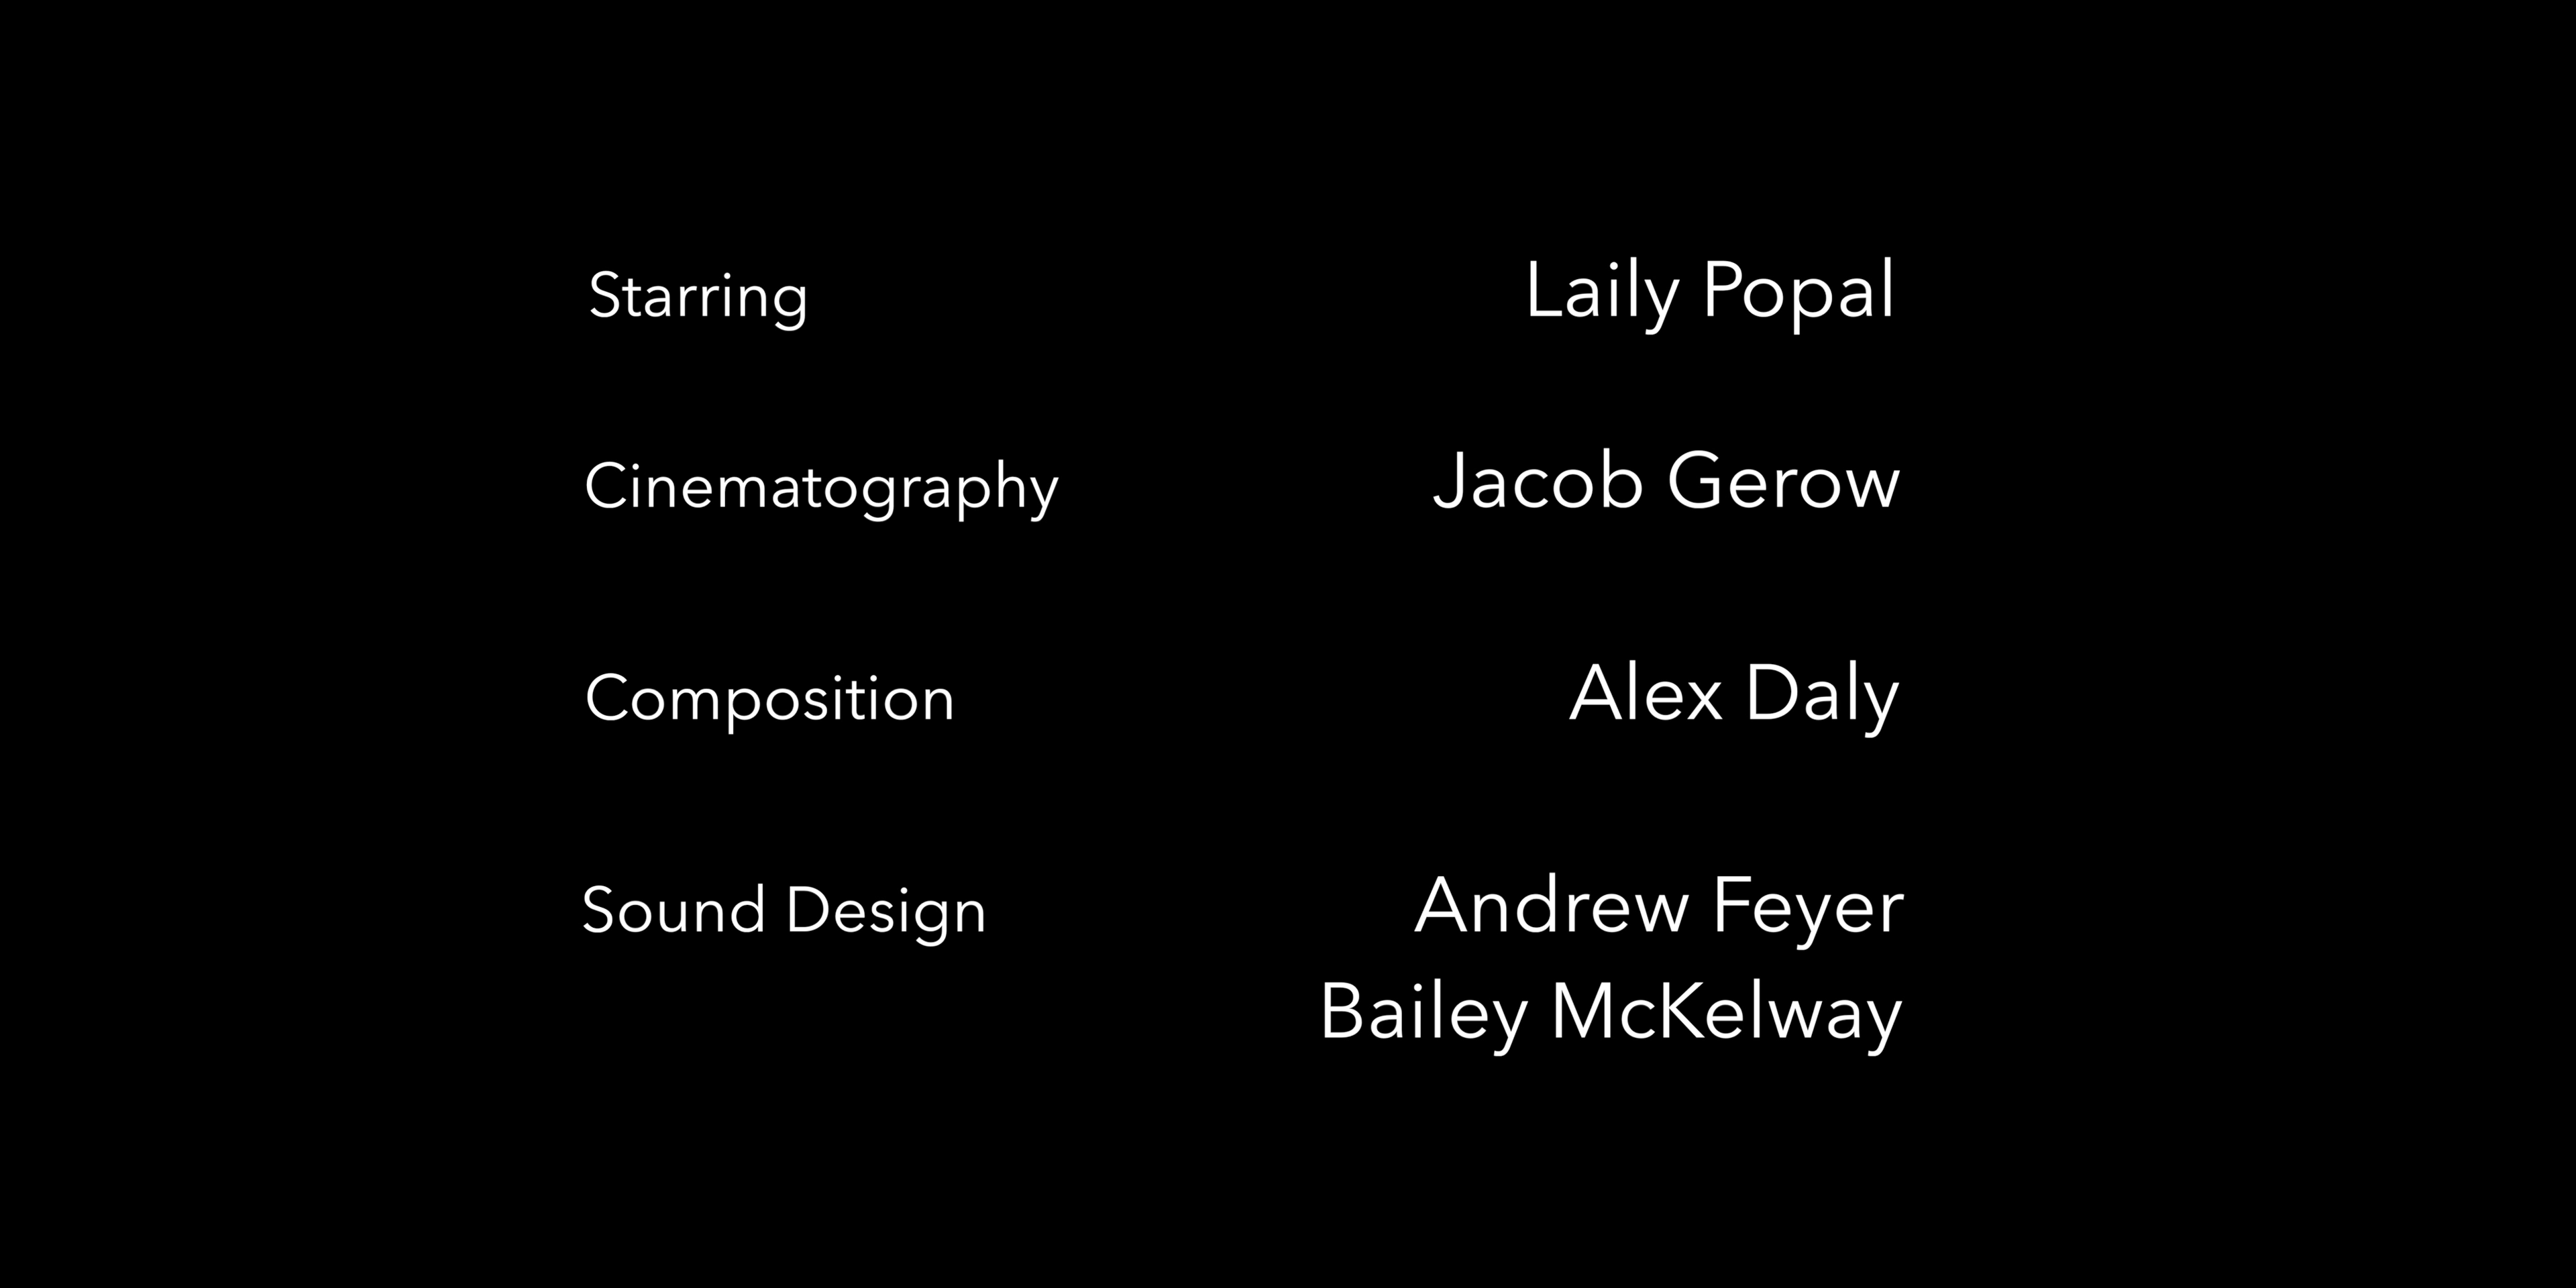 Starring Laily Popal
Cinematography Jacob Gerow
Composition Alex Daly
Sound Design Andrew Feyer
Bailey McKelway